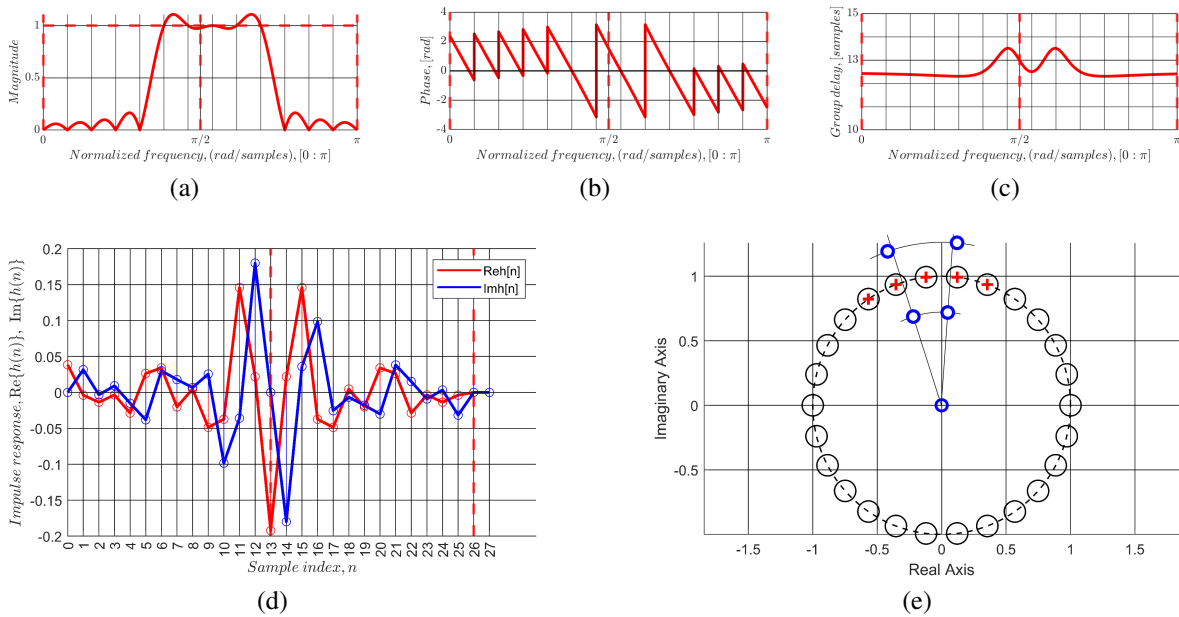 1
0.5
0
Magnitude
0
π/2
π
Normalized frequency, (rad/samples), [0 : π]
(a)
4
2
0
-2
-4
Phase, [rad]
0
π/2
π
Normalized frequency, (rad/samples), [0 : π]
(b)
15
13
10
Group delay, [samples]
0
π/2
π
Normalized frequency, (rad/samples), [0 : π]
(c)
0.2
0.15
0.1
0.05
0
-0.05
-0.1
-0.15
-0.2
Impulse response, Re{h(n)}, Im{h(n)}
Reh[n]
Imh[n]
0 1 2 3 4 5 6 7 8 9 10 11 12 13 14 15 16 17 18 19 20 21 22 23 24 25 26 27
Sample index, n
(d)
1
0.5
0
-0.5
Imaginary Axis
-1.5 -1 -0.5 0 0.5 1 1.5
Real Axis
(e)